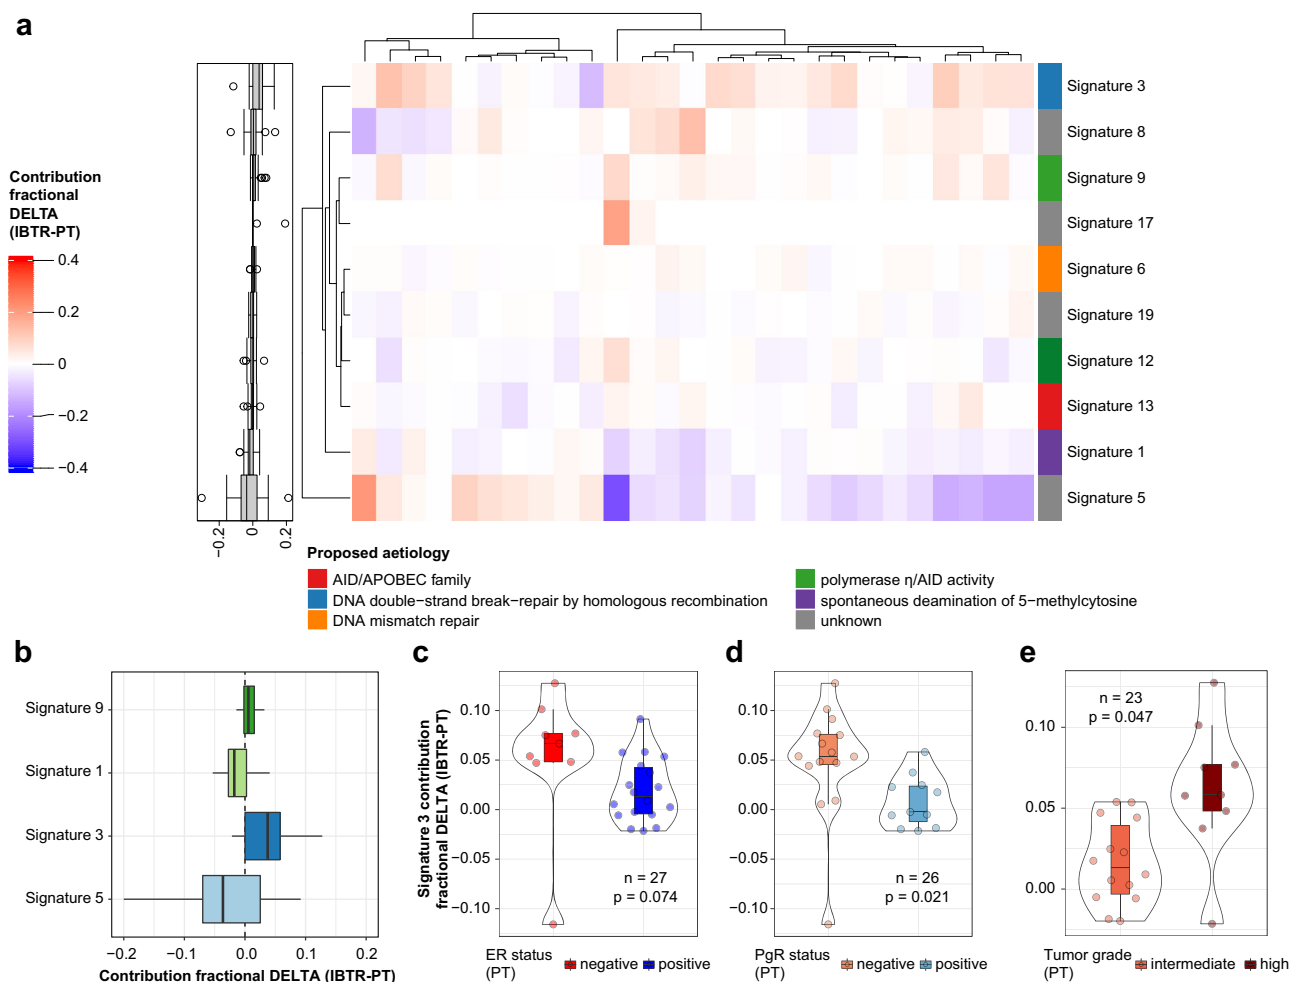 a
Contribution
fractional
DELTA
(IBTR-PT)
0.4
0.2
0
−0.2
−0.4
Signature 3
Signature 8
Signature 9
Signature 17
Signature 6
Signature 19
Signature 12
Signature 13
Signature 1
Signature 5
−0.2
0
0.2
Proposed aetiology
AID/APOBEC family
DNA double−strand break−repair by homologous recombination
DNA mismatch repair
polymerase η/AID activity
spontaneous deamination of 5−methylcytosine
unknown
b
Signature 9
Signature 1
Signature 3
Signature 5
−0.2 −0.1 0.0 0.1 0.2
Contribution fractional DELTA (IBTR-PT)
c
Signature 3 contribution
fractional DELTA (IBTR-PT)
0.10
0.05
0.00
−0.05
−0.10
n = 27
p = 0.074
ER status
(PT)
negative positive
d
0.10
0.05
0.00
−0.05
−0.10
n = 26
p = 0.021
PgR status
(PT)
negative positive
e
n = 23
p = 0.047
0.10
0.05
0.00
Tumor grade
(PT)
intermediate high